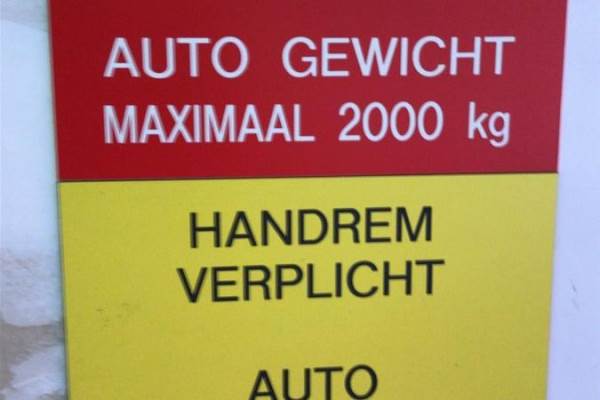 AUTO GEWICHT
MAXIMAAL 2000 kg
HANDREM
VERPLICHT
AUTO